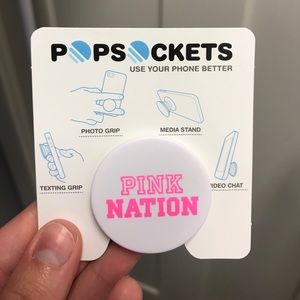 POPSOCKETS
USE YOUR PHONE BETTER
PHOTO GRIP
MEDIA STAND
TEXTING GRIP
VIDEO CHAT
PINK
NATION